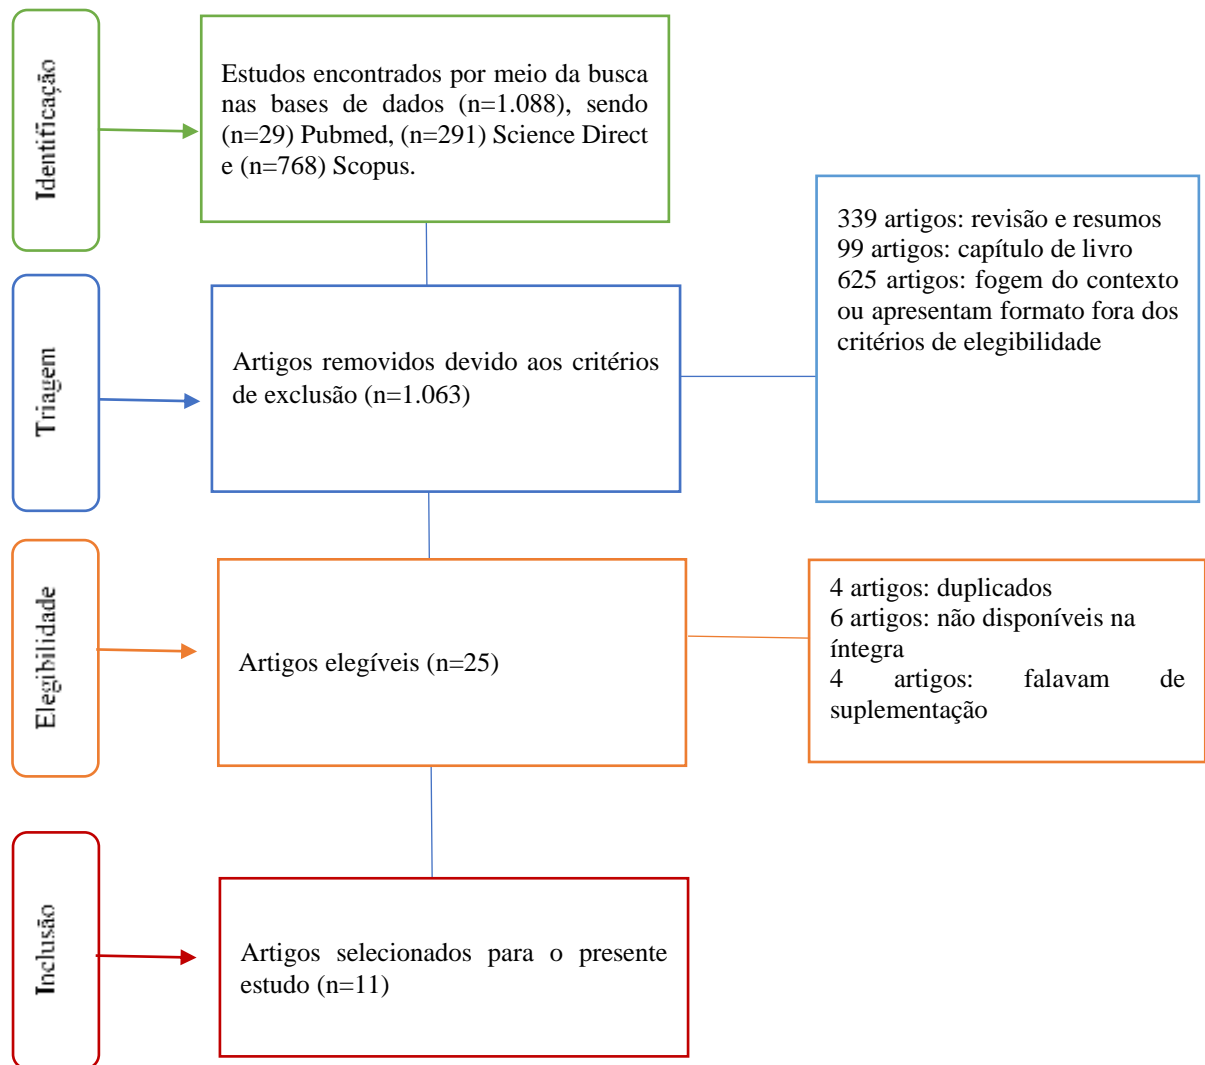 Identificação
Estudos encontrados por meio da busca
nas bases de dados (n=1.088), sendo
(n=29) Pubmed, (n=291) Science Direct
e (n=768) Scopus.
Triagem
Artigos removidos devido aos critérios
de exclusão (n=1.063)
339 artigos: revisão e resumos
99 artigos: capítulo de livro
625 artigos: fogem do contexto
ou apresentam formato fora dos
critérios de elegibilidade
Elegibilidade
Artigos elegíveis (n=25)
4 artigos: duplicados
6 artigos: não disponíveis na
íntegra
4 artigos: falavam de
suplementação
Inclusão
Artigos selecionados para o presente
estudo (n=11)